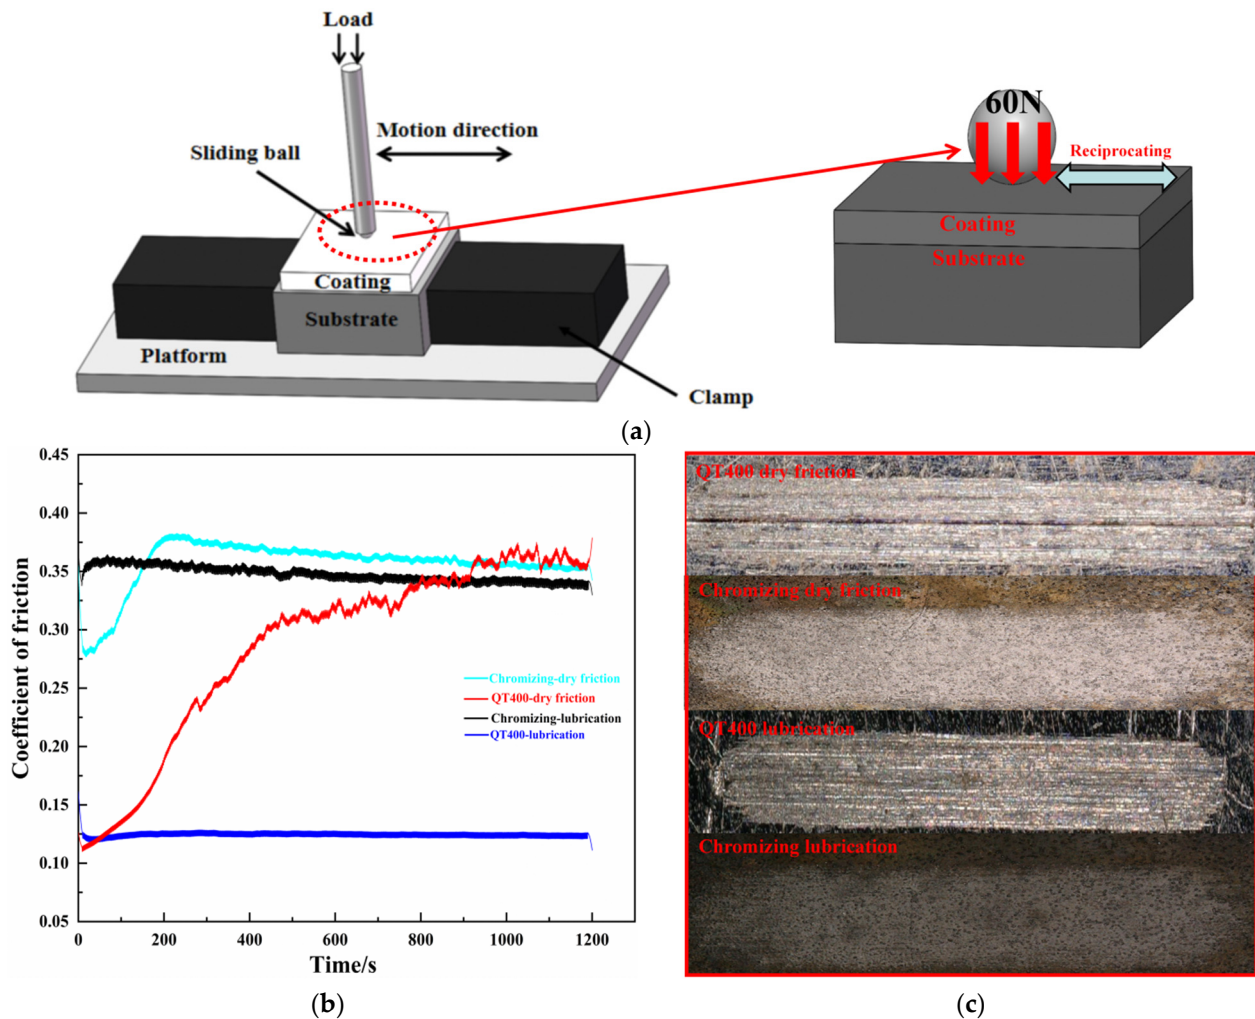 Load
Motion direction
Sliding ball
Coating
Substrate
Platform
Clamp
60N
Reciprocating
Coating
Substrate
(a)
0.45
0.40
0.35
0.30
0.25
0.20
0.15
0.10
0.05
Coefficient of friction
Chromizing-dry friction
QT400-dry friction
Chromizing-lubrication
QT400-lubrication
0
200
400
600
800
1000
1200
Time/s
(b)
QT400 dry friction
Chromizing dry friction
QT400 lubrication
Chromizing lubrication
(c)